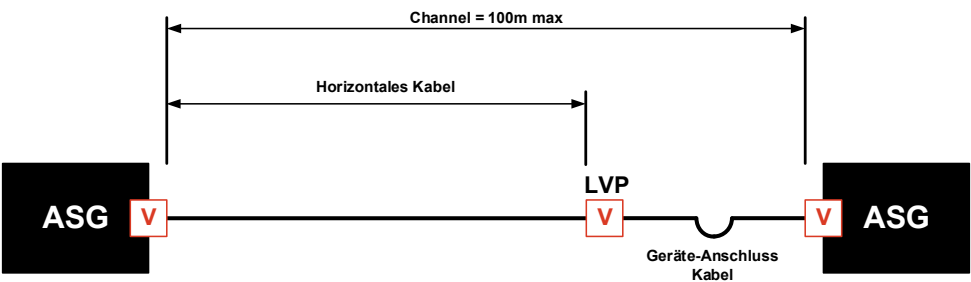 Channel = 100m max
Horizontales Kabel
LVP
ASG V V V ASG
Geräte-Anschluss
Kabel